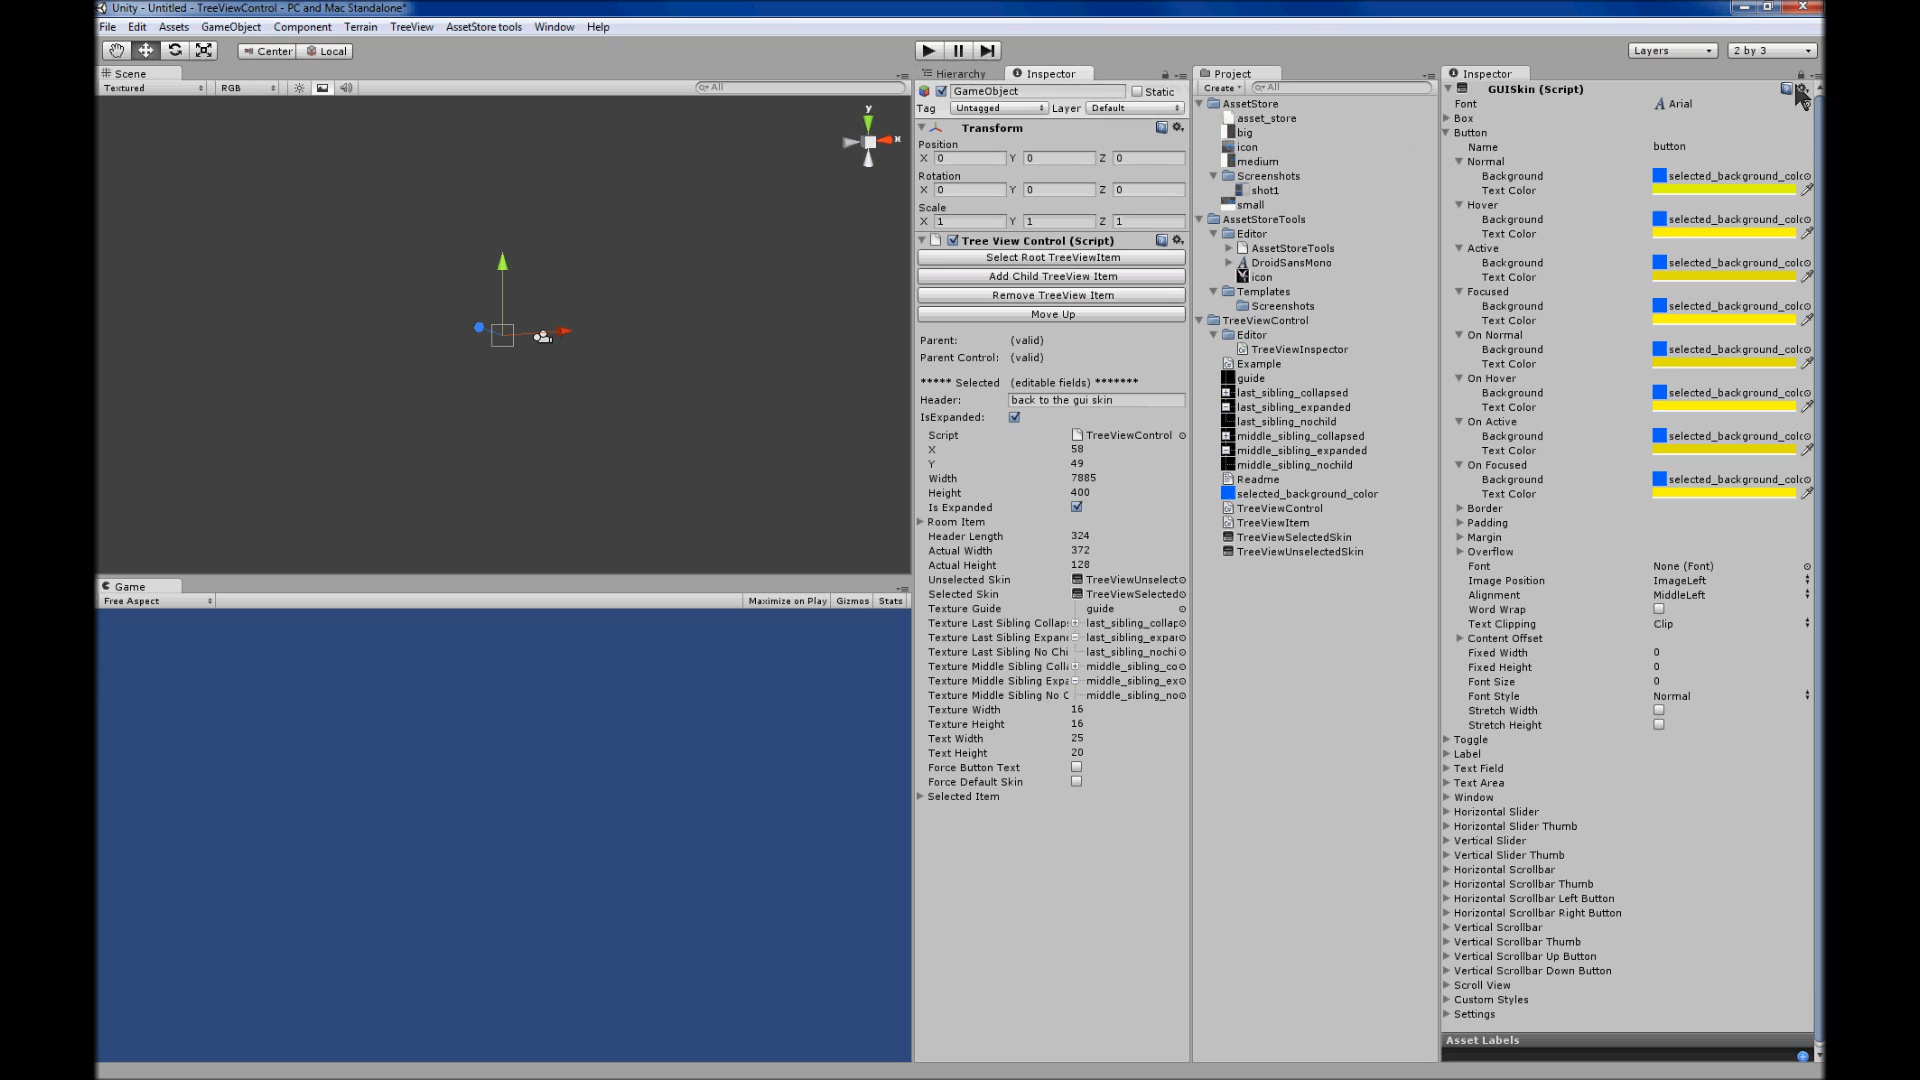 Unity - Untitled - TreeViewControl - PC and Mac Standalone*
File Edit Assets GameObject Component Terrain TreeView AssetStore tools Window Help
Center Local
Layers 2 by 3
Scene
Textured RGB All
Game
Free Aspect Maximize on Play Gizmos Stats
Hierarchy Inspector
GameObject Static
Tag Untagged Layer Default
Transform
Position
X 0 Y 0 Z 0
Rotation
X 0 Y 0 Z 0
Scale
X 1 Y 1 Z 1
Tree View Control (Script)
Select Root TreeViewItem
Add Child TreeView Item
Remove TreeView Item
Move Up
Parent: (valid)
Parent Control: (valid)
***** Selected (editable fields) *******
Header: back to the gui skin
IsExpanded:
Script TreeViewControl
X 58
Y 49
Width 7885
Height 400
Is Expanded
Room Item
Header Length 324
Actual Width 372
Actual Height 128
Unselected Skin TreeViewUnselect
Selected Skin TreeViewSelected
Texture Guide guide
Texture Last Sibling Collap last_sibling_collap
Texture Last Sibling Expan last_sibling_expar
Texture Last Sibling No Chi last_sibling_nochi
Texture Middle Sibling Coll middle_sibling_co
Texture Middle Sibling Expa middle_sibling_ex
Texture Middle Sibling No C middle_sibling_no
Texture Width 16
Texture Height 16
Text Width 25
Text Height 20
Force Button Text
Force Default Skin
Selected Item
Project
Create All
AssetStore
asset_store
big
icon
medium
Screenshots
shot1
small
AssetStoreTools
Editor
AssetStoreTools
DroidSansMono
icon
Templates
Screenshots
TreeViewControl
Editor
TreeViewInspector
Example
guide
last_sibling_collapsed
last_sibling_expanded
last_sibling_nochild
middle_sibling_collapsed
middle_sibling_expanded
middle_sibling_nochild
Readme
selected_background_color
TreeViewControl
TreeViewItem
TreeViewSelectedSkin
TreeViewUnselectedSkin
Inspector
GUISkin (Script)
Font Arial
Box
Button
Name button
Normal
Background selected_background_colo
Text Color
Hover
Background selected_background_colo
Text Color
Active
Background selected_background_colo
Text Color
Focused
Background selected_background_colo
Text Color
On Normal
Background selected_background_colo
Text Color
On Hover
Background selected_background_colo
Text Color
On Active
Background selected_background_colo
Text Color
On Focused
Background selected_background_colo
Text Color
Border
Padding
Margin
Overflow
Font None (Font)
Image Position ImageLeft
Alignment MiddleLeft
Word Wrap
Text Clipping Clip
Content Offset
Fixed Width 0
Fixed Height 0
Font Size 0
Font Style Normal
Stretch Width
Stretch Height
Toggle
Label
Text Field
Text Area
Window
Horizontal Slider
Horizontal Slider Thumb
Vertical Slider
Vertical Slider Thumb
Horizontal Scrollbar
Horizontal Scrollbar Thumb
Horizontal Scrollbar Left Button
Horizontal Scrollbar Right Button
Vertical Scrollbar
Vertical Scrollbar Thumb
Vertical Scrollbar Up Button
Vertical Scrollbar Down Button
Scroll View
Custom Styles
Settings
Asset Labels